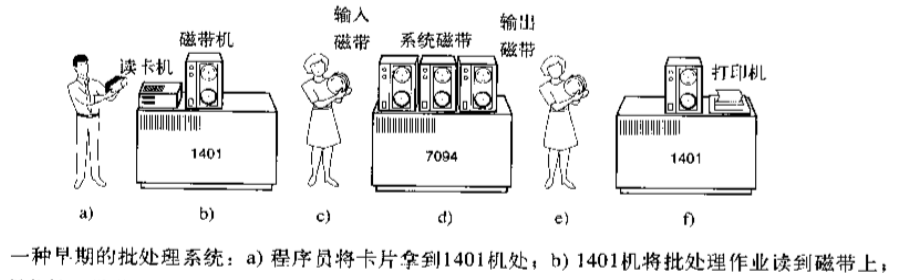 读卡机
磁带机
输入
磁带
系统磁带
输出
磁带
打印机
1401
7094
1401
a) b) c) d) e) f)
一种早期的批处理系统：a) 程序员将卡片拿到1401机处；b) 1401机将批处理作业读到磁带上；